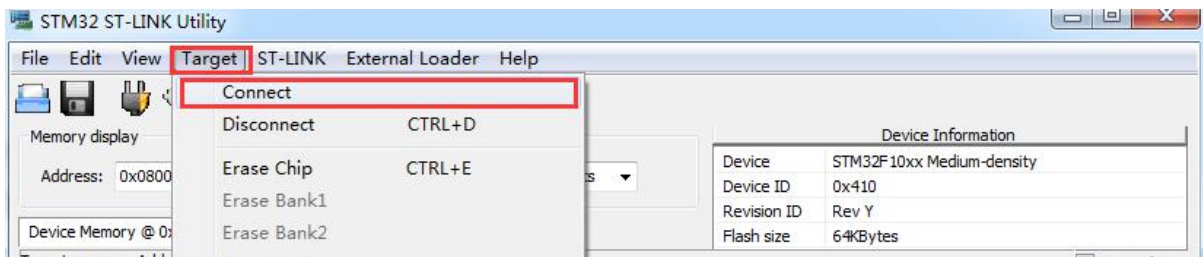 STM32 ST-LINK Utility
File Edit View Target ST-LINK External Loader Help
Connect
Disconnect CTRL+D
Erase Chip CTRL+E
Erase Bank1
Erase Bank2
Memory display
Address: 0x0800
Device Memory @ 0x
Device Information
Device STM32F10xx Medium-density
Device ID 0x410
Revision ID Rev Y
Flash size 64KBytes